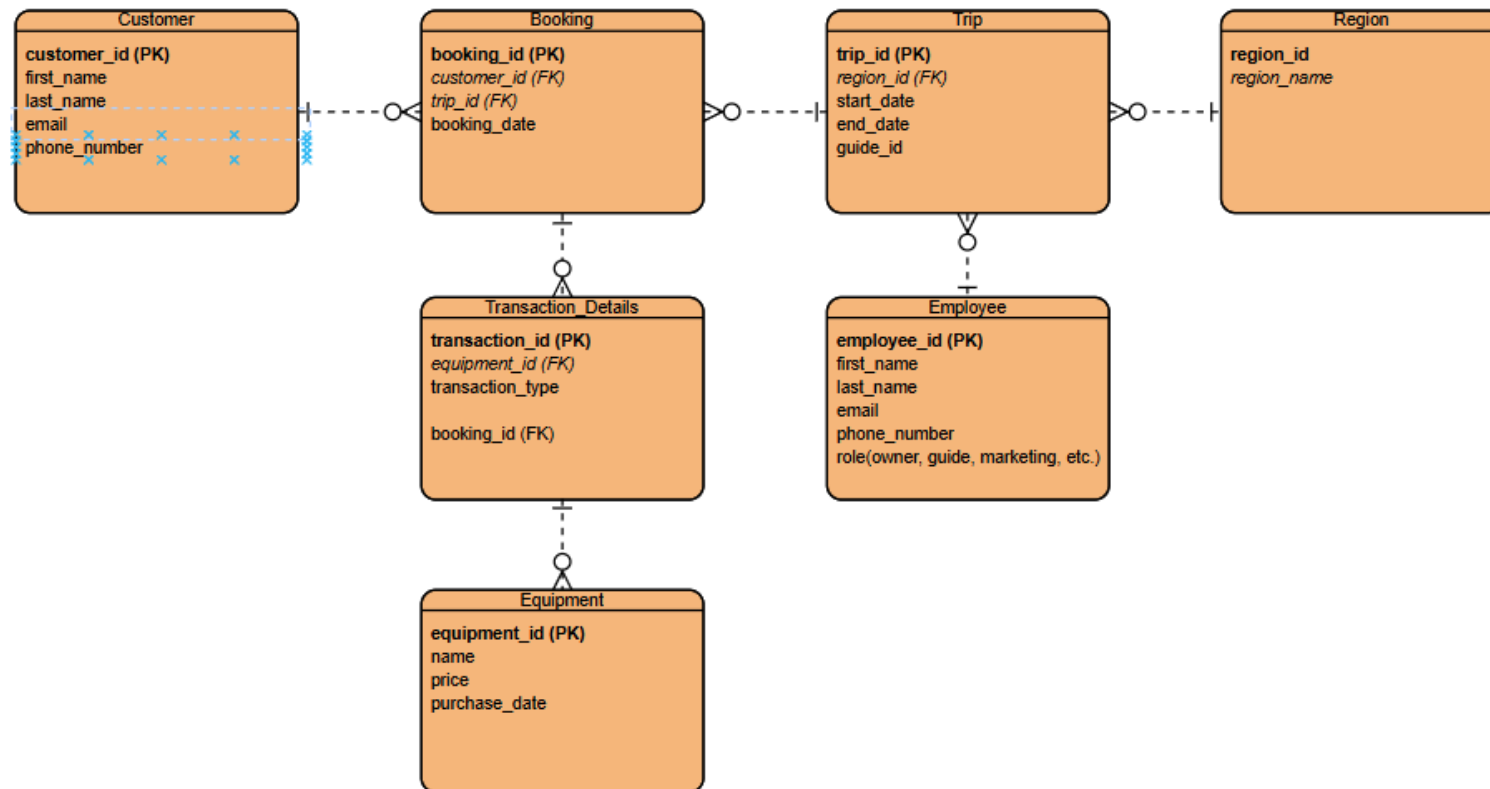 Customer
customer_id (PK)
first_name
last_name
email
phone_number
Booking
booking_id (PK)
customer_id (FK)
trip_id (FK)
booking_date
Trip
trip_id (PK)
region_id (FK)
start_date
end_date
guide_id
Region
region_id
region_name
Transaction_Details
transaction_id (PK)
equipment_id (FK)
transaction_type
booking_id (FK)
Employee
employee_id (PK)
first_name
last_name
email
phone_number
role(owner, guide, marketing, etc.)
Equipment
equipment_id (PK)
name
price
purchase_date